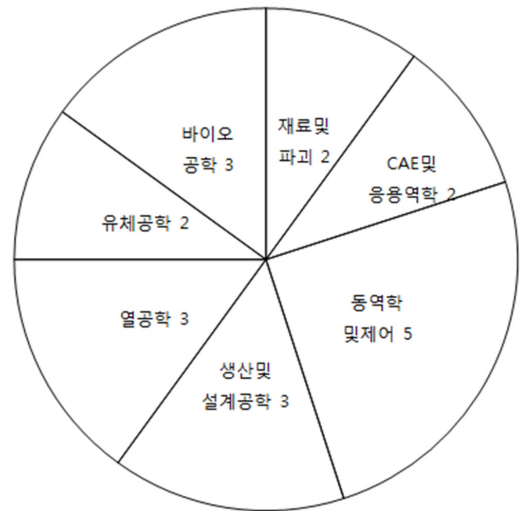 재료및
파괴 2
CAE및
응용역학 2
동역학
및제어 5
생산및
설계공학 3
열공학 3
유체공학 2
바이오
공학 3